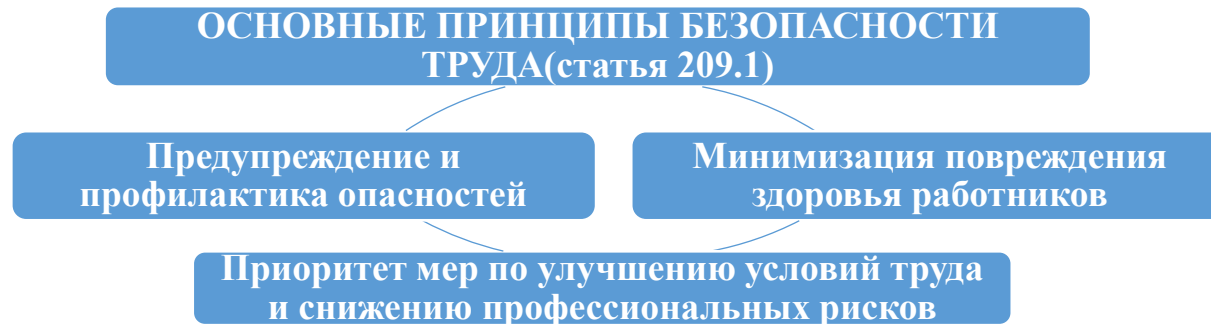 ОСНОВНЫЕ ПРИНЦИПЫ БЕЗОПАСНОСТИ
ТРУДА(статья 209.1)
Предупреждение и
профилактика опасностей
Минимизация повреждения
здоровья работников
Приоритет мер по улучшению условий труда
и снижению профессиональных рисков